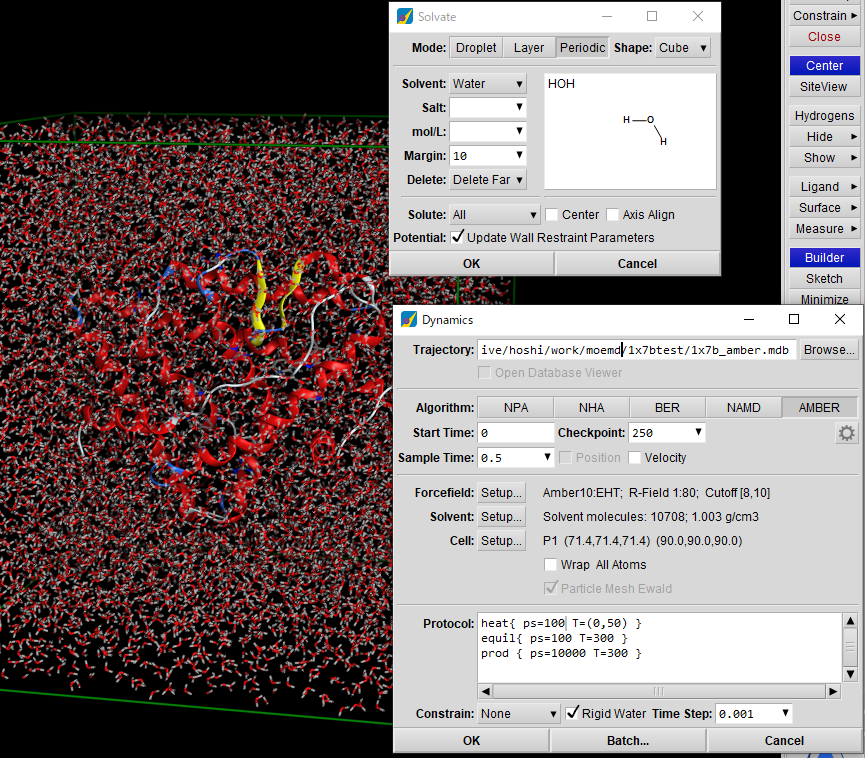 Solvate
Mode: Droplet Layer Periodic Shape: Cube
Solvent: Water
Salt:
mol/L:
Margin: 10
Delete: Delete Far
HOH
H O
H
Solute: All Center Axis Align
Potential: Update Wall Restraint Parameters
OK Cancel
Constrain
Close
Center
SiteView
Hydrogens
Hide
Show
Ligand
Surface
Measure
Builder
Sketch
Minimize
Dynamics
Trajectory: ive/hoshi/work/moemd/1x7btest/1x7b_amber.mdb Browse...
Open Database Viewer
Algorithm: NPA NHA BER NAMD AMBER
Start Time: 0 Checkpoint: 250
Sample Time: 0.5 Position Velocity
Forcefield: Setup... Amber10:EHT; R-Field 1:80; Cutoff [8,10]
Solvent: Setup... Solvent molecules: 10708; 1.003 g/cm3
Cell: Setup... P1 (71.4,71.4,71.4) (90.0,90.0,90.0)
Wrap All Atoms
Particle Mesh Ewald
Protocol: heat{ ps=100 T=(0,50) }
equil{ ps=100 T=300 }
prod { ps=10000 T=300 }
Constrain: None Rigid Water Time Step: 0.001
OK Batch... Cancel